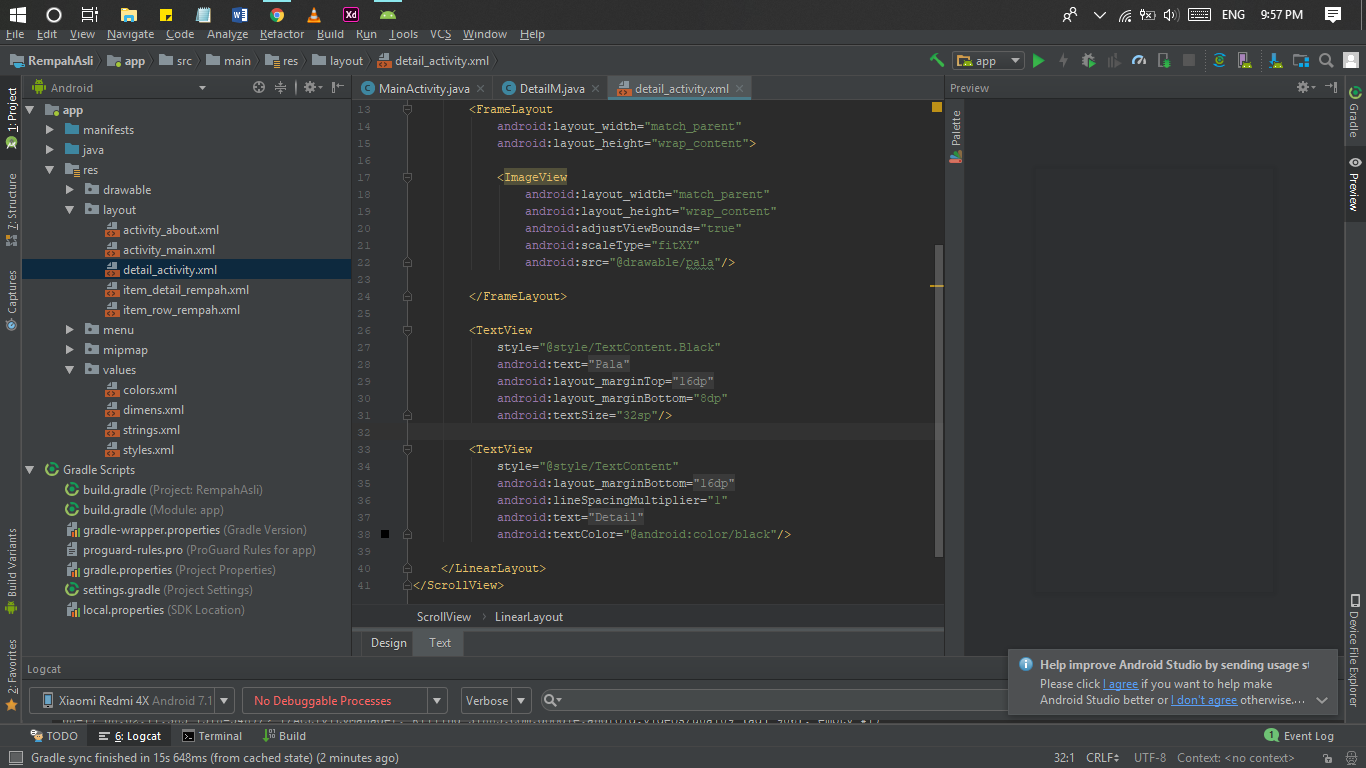 Xd
ENG
9:57 PM
File Edit View Navigate Code Analyze Refactor Build Run Tools VCS Window Help
RempahAsli app src main res layout detail_activity.xml
app
1: Project
7: Structure
Captures
Build Variants
2: Favorites
Android
app
manifests
java
res
drawable
layout
activity_about.xml
activity_main.xml
detail_activity.xml
item_detail_rempah.xml
item_row_rempah.xml
menu
mipmap
values
colors.xml
dimens.xml
strings.xml
styles.xml
Gradle Scripts
build.gradle (Project: RempahAsli)
build.gradle (Module: app)
gradle-wrapper.properties (Gradle Version)
proguard-rules.pro (ProGuard Rules for app)
gradle.properties (Project Properties)
settings.gradle (Project Settings)
local.properties (SDK Location)
MainActivity.java DetailM.java detail_activity.xml
13 <FrameLayout
14 android:layout_width="match_parent"
15 android:layout_height="wrap_content">
16
17 <ImageView
18 android:layout_width="match_parent"
19 android:layout_height="wrap_content"
20 android:adjustViewBounds="true"
21 android:scaleType="fitXY"
22 android:src="@drawable/pala"/>
23
24 </FrameLayout>
25
26 <TextView
27 style="@style/TextContent.Black"
28 android:text="Pala"
29 android:layout_marginTop="16dp"
30 android:layout_marginBottom="8dp"
31 android:textSize="32sp"/>
32
33 <TextView
34 style="@style/TextContent"
35 android:layout_marginBottom="16dp"
36 android:lineSpacingMultiplier="1"
37 android:text="Detail"
38 android:textColor="@android:color/black"/>
39
40 </LinearLayout>
41 </ScrollView>
ScrollView LinearLayout
Design Text
Preview
Palette
Gradle
Preview
Device File Explorer
Help improve Android Studio by sending usage st
Please click I agree if you want to help make
Android Studio better or I don't agree otherwise....
Logcat
Xiaomi Redmi 4X Android 7.1 No Debuggable Processes Verbose
TODO 6: Logcat Terminal Build 1 Event Log
Gradle sync finished in 15s 648ms (from cached state) (2 minutes ago) 32:1 CRLF UTF-8 Context: <no context>